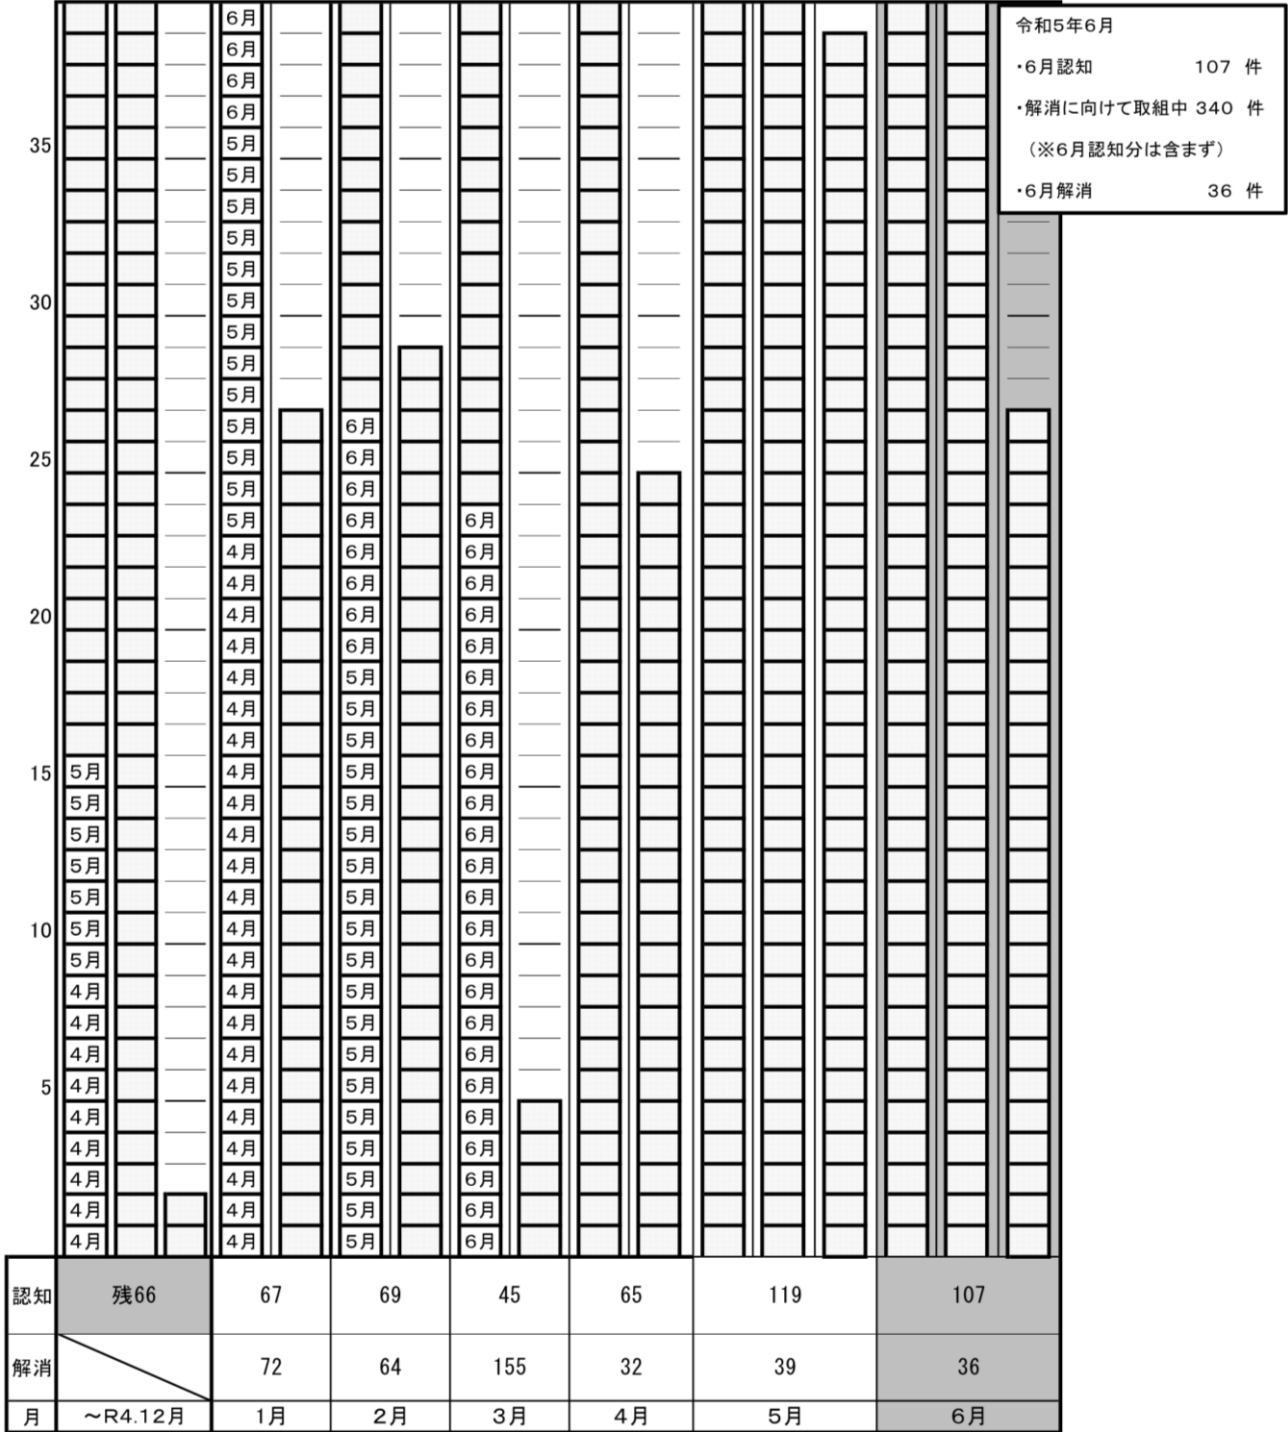 令和5年6月
・6月認知 107 件
・解消に向けて取組中 340 件
（※6月認知分は含まず）
・6月解消 36 件
6月
6月
6月
6月
35 5月
5月
5月
5月
5月
30 5月
5月
5月
5月
5月 6月
25 5月 6月
5月 6月
5月 6月 6月
4月 6月 6月
4月 6月 6月
20 4月 6月 6月
4月 6月 6月
4月 5月 6月
4月 5月 6月
4月 5月 6月
15 5月 4月 5月 6月
5月 4月 5月 6月
5月 4月 5月 6月
5月 4月 5月 6月
5月 4月 5月 6月
10 5月 4月 5月 6月
5月 4月 5月 6月
4月 4月 5月 6月
4月 4月 5月 6月
4月 4月 5月 6月
5 4月 4月 5月 6月
4月 4月 5月 6月
4月 4月 5月 6月
4月 4月 5月 6月
4月 4月 5月 6月
4月 4月 5月 6月
認知 残66 67 69 45 65 119 107
解消 72 64 155 32 39 36
月 ～R4.12月 1月 2月 3月 4月 5月 6月